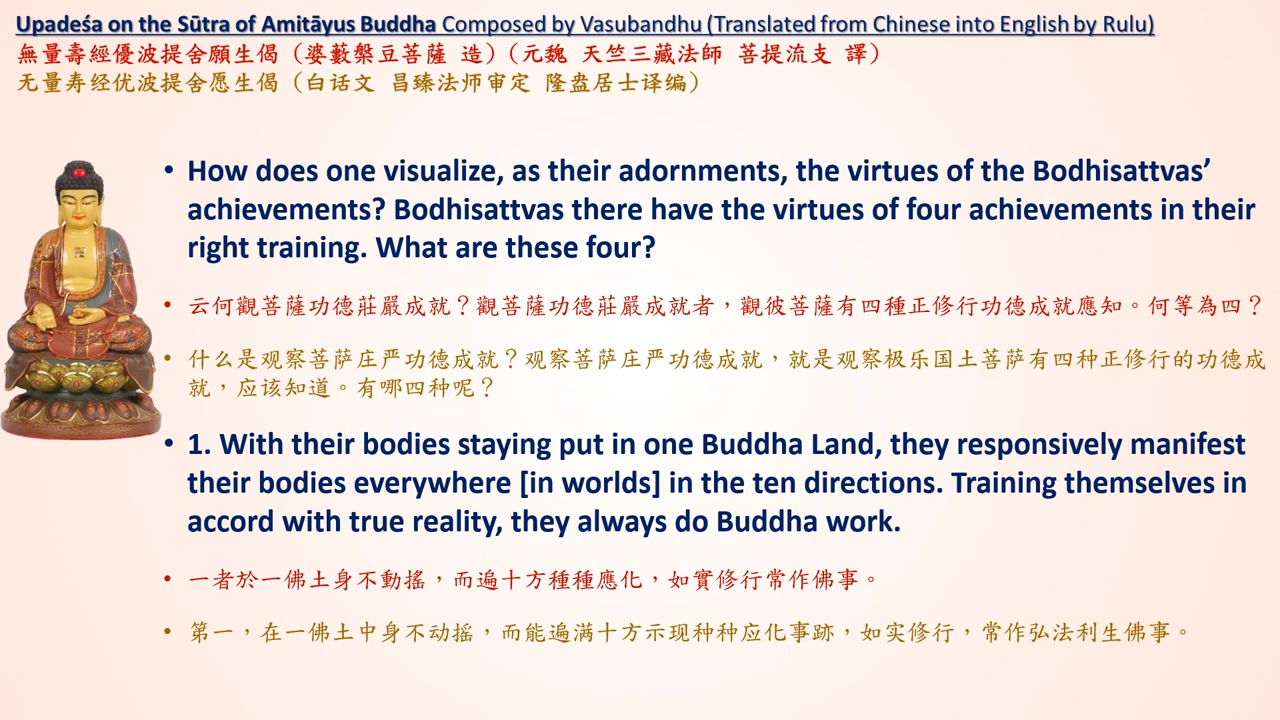 Upadeśa on the Sūtra of Amitāyus Buddha Composed by Vasubandhu (Translated from Chinese into English by Rulu)
無量壽經優波提舍願生偈（婆藪槃豆菩薩 造）（元魏 天竺三藏法師 菩提流支 譯）
无量寿经优波提舍愿生偈（白话文 昌臻法师审定 隆盎居士译编）
• How does one visualize, as their adornments, the virtues of the Bodhisattvas’
achievements? Bodhisattvas there have the virtues of four achievements in their
right training. What are these four?
• 云何觀菩薩功德莊嚴成就？觀菩薩功德莊嚴成就者，觀彼菩薩有四種正修行功德成就應知。何等為四？
• 什么是观察菩萨庄严功德成就？观察菩萨庄严功德成就，就是观察极乐国土菩萨有四种正修行的功德成
就，应该知道。有哪四种呢？
• 1. With their bodies staying put in one Buddha Land, they responsively manifest
their bodies everywhere [in worlds] in the ten directions. Training themselves in
accord with true reality, they always do Buddha work.
• 一者於一佛土身不動搖，而遍十方種種應化，如實修行常作佛事。
• 第一，在一佛土中身不动摇，而能遍满十方示现种种应化事跡，如实修行，常作弘法利生佛事。